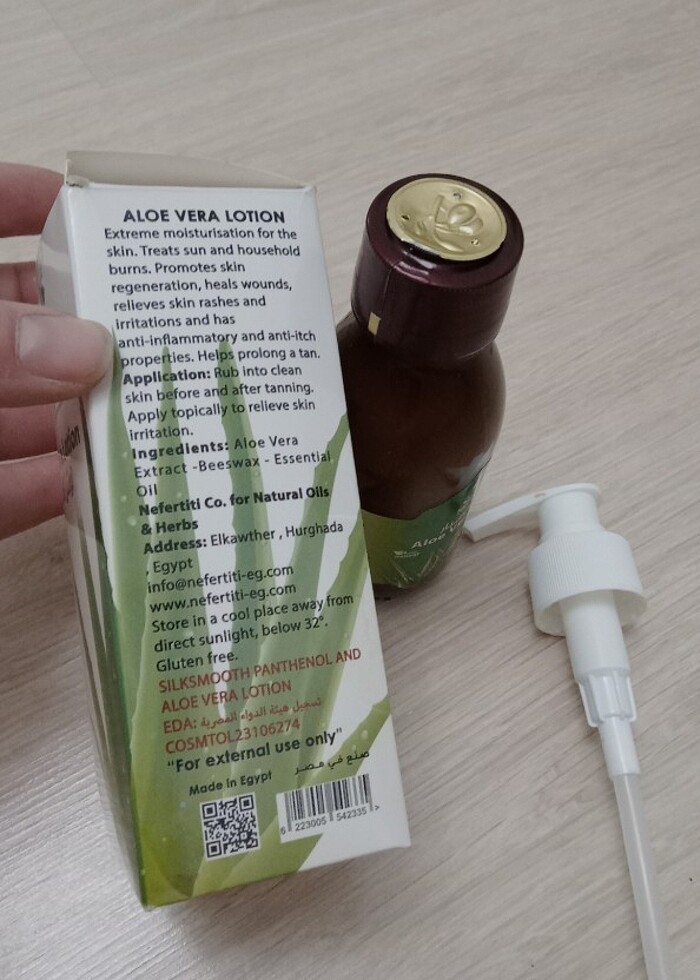 ALOE VERA LOTION
Extreme moisturisation for the
skin. Treats sun and household
burns. Promotes skin
regeneration, heals wounds,
relieves skin rashes and
irritations and has
anti-inflammatory and anti-itch
properties. Helps prolong a tan.
Application: Rub into clean
skin before and after tanning.
Apply topically to relieve skin
irritation.
Ingredients: Aloe Vera
Extract -Beeswax - Essential
Oil
Nefertiti Co. for Natural Oils
& Herbs
Address: Elkawther , Hurghada
, Egypt
info@nefertiti-eg.com
www.nefertiti-eg.com
Store in a cool place away from
direct sunlight, below 32°.
Gluten free.
SILKSMOOTH PANTHENOL AND
ALOE VERA LOTION
EDA: تسجيل هيئة الدواء المصرية
COSMTOL23106274
"For external use only"
Made In Egypt صنع في مصر
6 223005 542335 >
Aloe